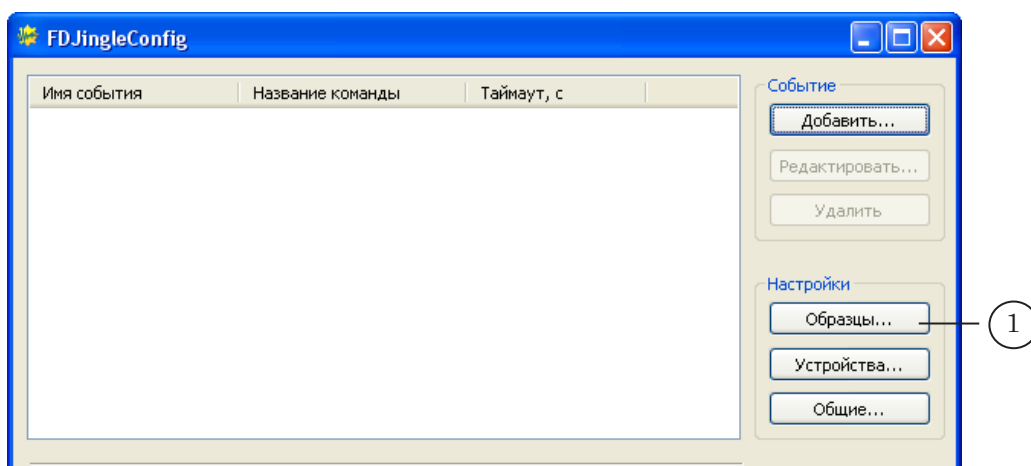 FDJingleConfig
Имя события Название команды Таймаут, с
Событие
Добавить...
Редактировать...
Удалить
Настройки
Образцы...
1
Устройства...
Общие...